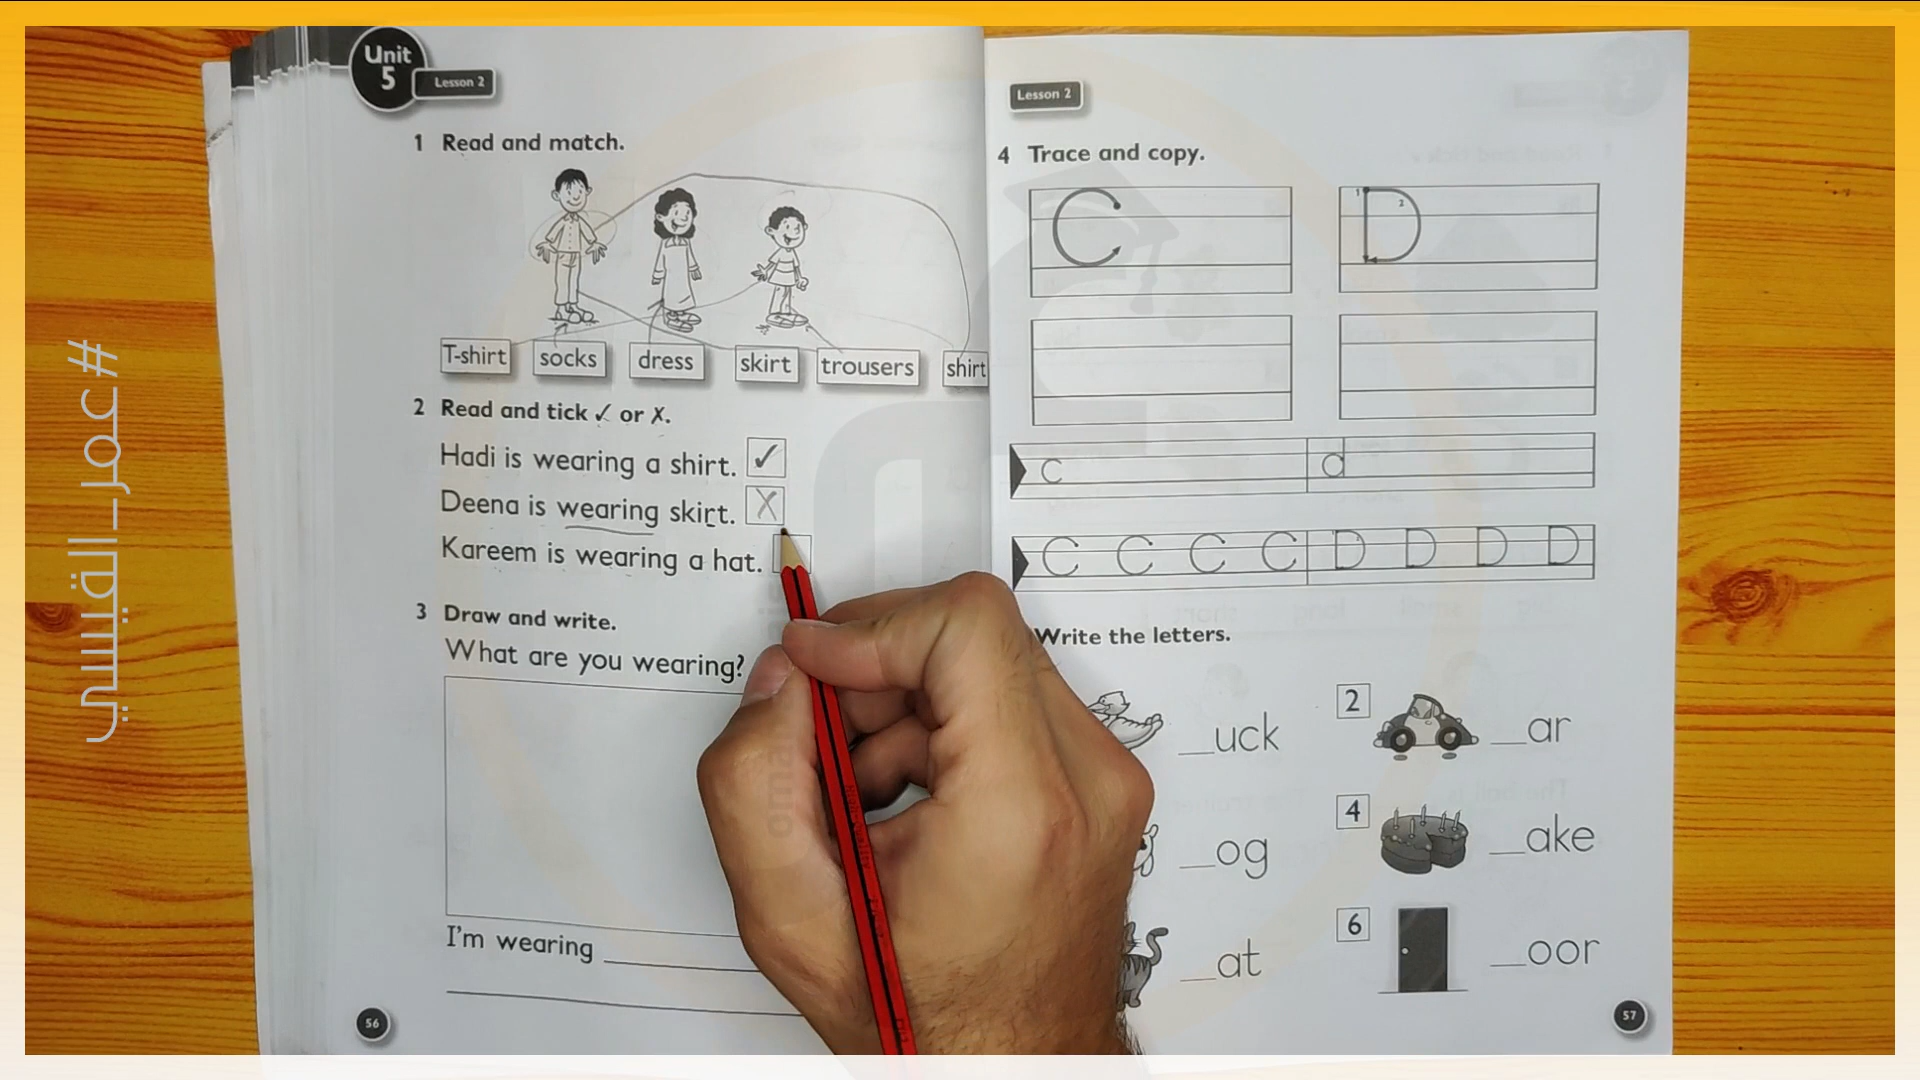 Unit
5
Lesson 2
1 Read and match.
T-shirt
socks
dress
skirt
trousers
shirt
2 Read and tick ✓ or X.
Hadi is wearing a shirt. ✓
Deena is wearing skirt. X
Kareem is wearing a hat.
3 Draw and write.
What are you wearing?
I'm wearing
56
Lesson 2
4 Trace and copy.
C
1 2 D
c d
C C C C D D D D
Write the letters.
_uck
2 _ar
_og
4 _ake
_at
6 _oor
57
#عمر_القيسي